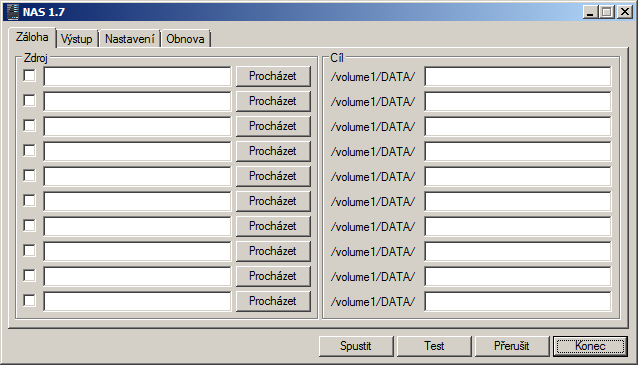 NAS 1.7
Záloha Výstup Nastavení Obnova
Zdroj Cíl
Procházet /volume1/DATA/
Procházet /volume1/DATA/
Procházet /volume1/DATA/
Procházet /volume1/DATA/
Procházet /volume1/DATA/
Procházet /volume1/DATA/
Procházet /volume1/DATA/
Procházet /volume1/DATA/
Procházet /volume1/DATA/
Procházet /volume1/DATA/
Spustit Test Přerušit Konec